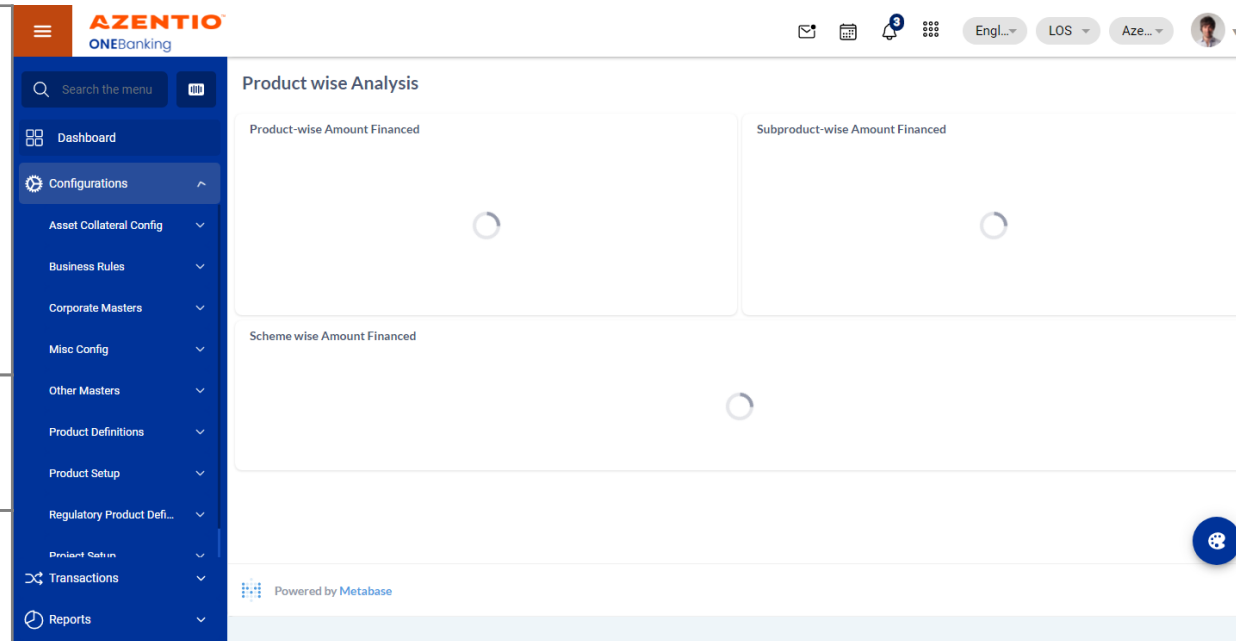 AZENTIO
ONEBanking
3
Engl...
LOS
Aze...
Search the menu
Dashboard
Configurations
Asset Collateral Config
Business Rules
Corporate Masters
Misc Config
Other Masters
Product Definitions
Product Setup
Regulatory Product Defi...
Project Setup
Transactions
Reports
Product wise Analysis
Product-wise Amount Financed
Subproduct-wise Amount Financed
Scheme wise Amount Financed
Powered by Metabase